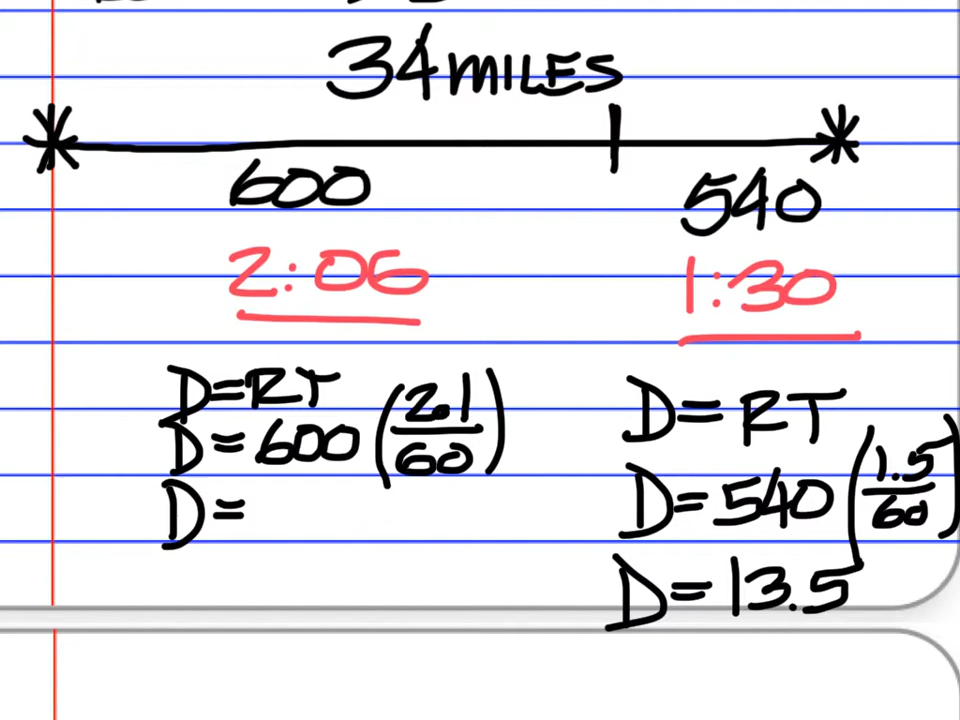 34 MILES
600
540
2:06
1:30
D=RT
D=600(2.1/60)
D=
D=RT
D=540(1.5/60)
D=13.5